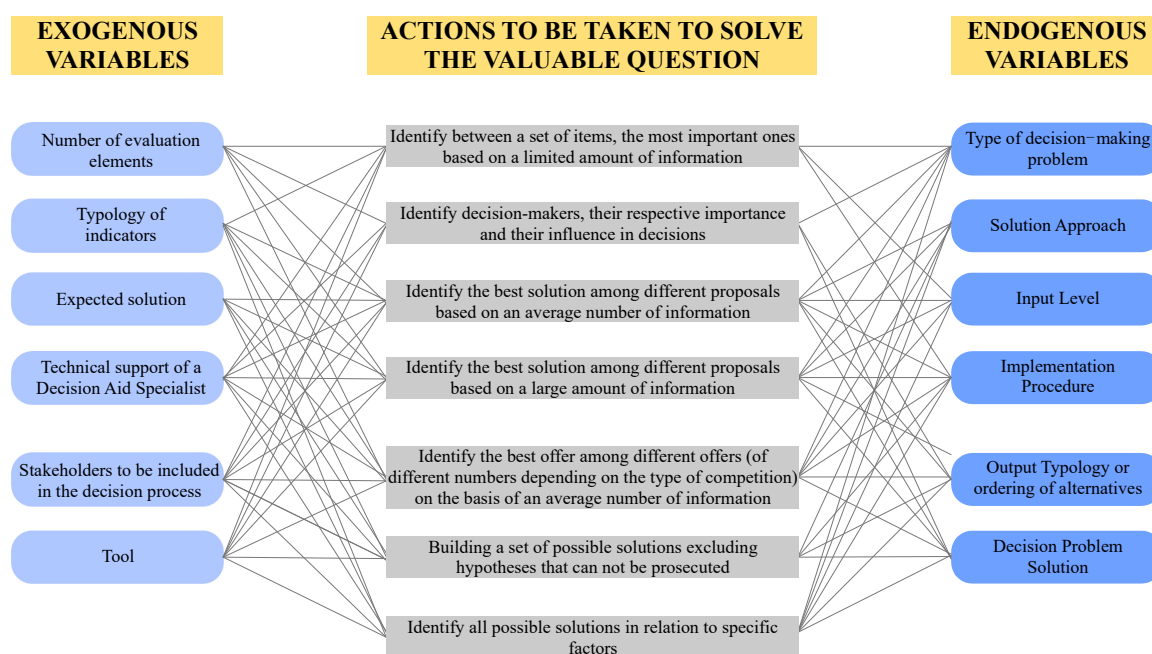 EXOGENOUS
VARIABLES
ACTIONS TO BE TAKEN TO SOLVE
THE VALUABLE QUESTION
ENDOGENOUS
VARIABLES
Number of evaluation
elements
Typology of
indicators
Expected solution
Technical support of a
Decision Aid Specialist
Stakeholders to be included
in the decision process
Tool
Identify between a set of items, the most important ones
based on a limited amount of information
Identify decision-makers, their respective importance
and their influence in decisions
Identify the best solution among different proposals
based on an average number of information
Identify the best solution among different proposals
based on a large amount of information
Identify the best offer among different offers (of
different numbers depending on the type of competition)
on the basis of an average number of information
Building a set of possible solutions excluding
hypotheses that can not be prosecuted
Identify all possible solutions in relation to specific
factors
Type of decision−making
problem
Solution Approach
Input Level
Implementation
Procedure
Output Typology or
ordering of alternatives
Decision Problem
Solution